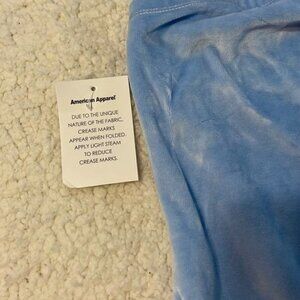 American Apparel
DUE TO THE UNIQUE
NATURE OF THE FABRIC,
CREASE MARKS
APPEAR WHEN FOLDED.
APPLY LIGHT STEAM
TO REDUCE
CREASE MARKS.